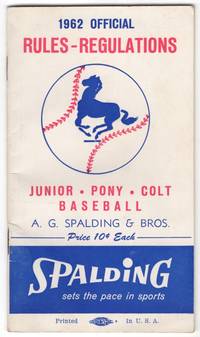 1962 OFFICIAL
RULES-REGULATIONS
JUNIOR • PONY • COLT
BASEBALL
A. G. SPALDING & BROS.
Price 10¢ Each
SPALDING
sets the pace in sports
Printed In U. S. A.